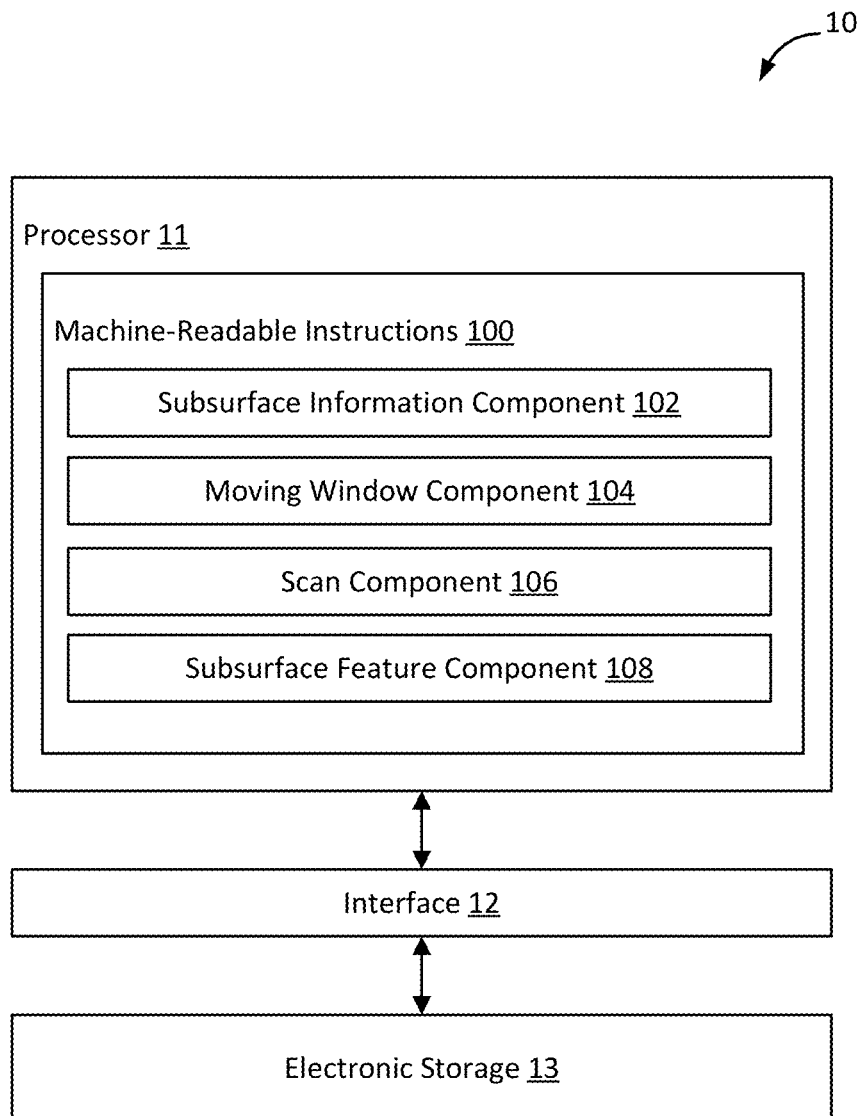 10
Processor 11
Machine-Readable Instructions 100
Subsurface Information Component 102
Moving Window Component 104
Scan Component 106
Subsurface Feature Component 108
Interface 12
Electronic Storage 13